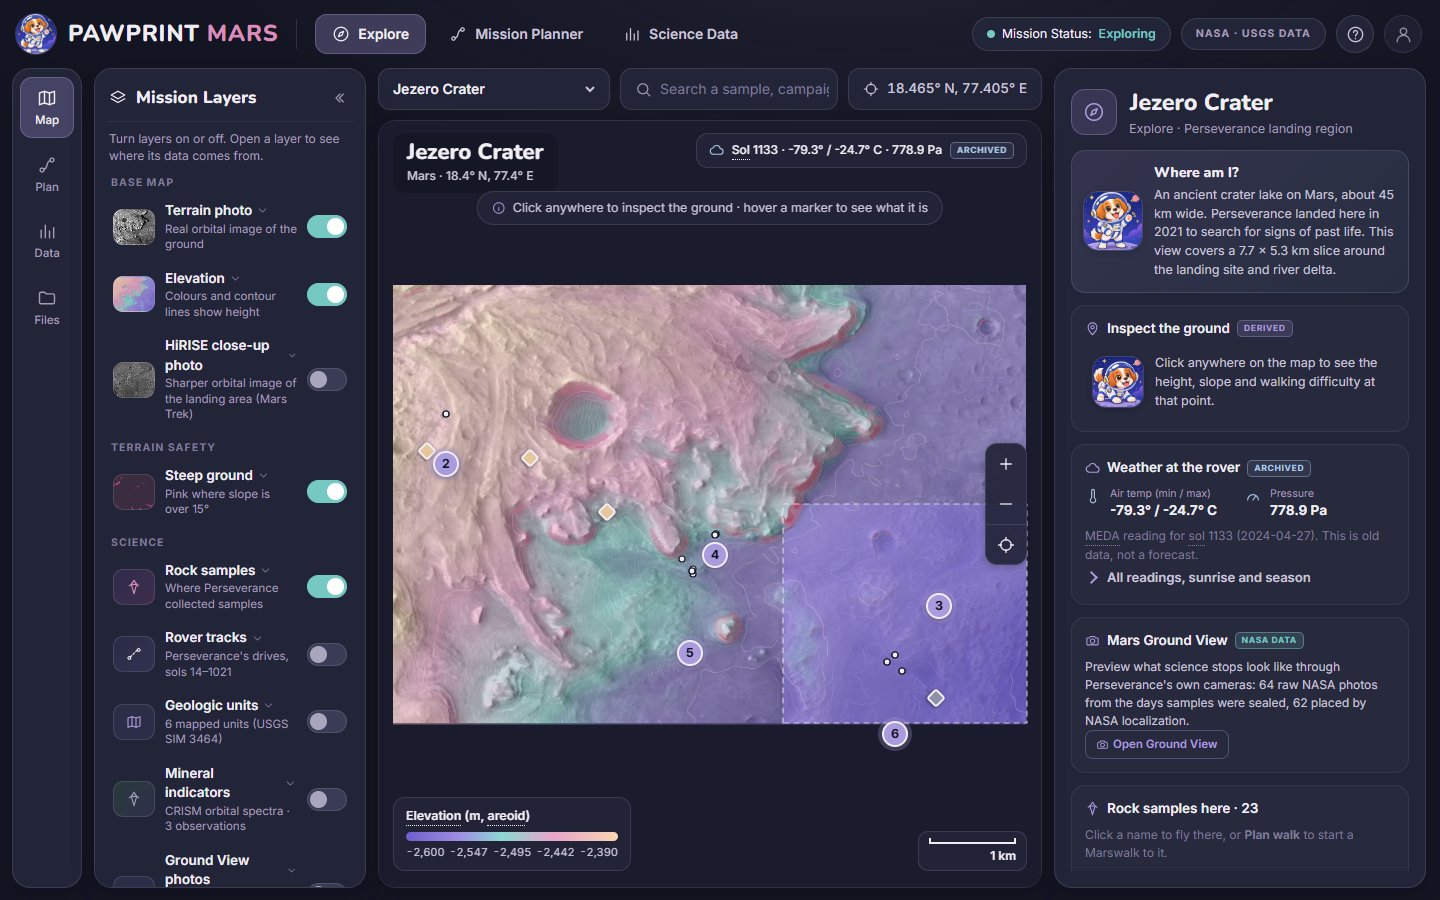 PAWPRINT MARS
Explore
Mission Planner
Science Data
Mission Status: Exploring
NASA · USGS DATA
Map
Plan
Data
Files
Mission Layers
Turn layers on or off. Open a layer to see
where its data comes from.
BASE MAP
Terrain photo
Real orbital image of the
ground
Elevation
Colours and contour
lines show height
HiRISE close-up
photo
Sharper orbital image of
the landing area (Mars
Trek)
TERRAIN SAFETY
Steep ground
Pink where slope is
over 15°
SCIENCE
Rock samples
Where Perseverance
collected samples
Rover tracks
Perseverance's drives,
sols 14–1021
Geologic units
6 mapped units (USGS
SIM 3464)
Mineral
indicators
CRISM orbital spectra ·
3 observations
Ground View
photos
Jezero Crater
Search a sample, campaig
18.465° N, 77.405° E
Jezero Crater
Mars · 18.4° N, 77.4° E
Sol 1133 · -79.3° / -24.7° C · 778.9 Pa ARCHIVED
Click anywhere to inspect the ground · hover a marker to see what it is
2
4
3
5
6
Elevation (m, areoid)
-2,600 -2,547 -2,495 -2,442 -2,390
1 km
Jezero Crater
Explore · Perseverance landing region
Where am I?
An ancient crater lake on Mars, about 45
km wide. Perseverance landed here in
2021 to search for signs of past life. This
view covers a 7.7 × 5.3 km slice around
the landing site and river delta.
Inspect the ground DERIVED
Click anywhere on the map to see the
height, slope and walking difficulty at
that point.
Weather at the rover ARCHIVED
Air temp (min / max)
-79.3° / -24.7° C
Pressure
778.9 Pa
MEDA reading for sol 1133 (2024-04-27). This is old
data, not a forecast.
All readings, sunrise and season
Mars Ground View NASA DATA
Preview what science stops look like through
Perseverance's own cameras: 64 raw NASA photos
from the days samples were sealed, 62 placed by
NASA localization.
Open Ground View
Rock samples here · 23
Click a name to fly there, or Plan walk to start a
Marswalk to it.